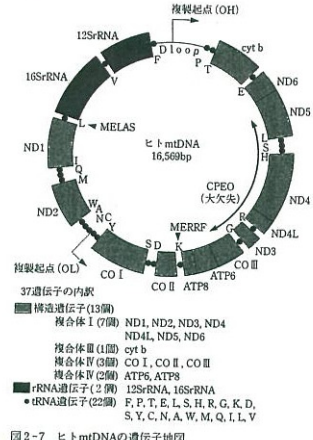 複製起点(OH)
12SrRNA
D loop
F
P
T
cyt b
V
E
ND6
16SrRNA
ND5
L
MELAS
L
S
H
ND1
ヒトmtDNA
16,569bp
I
Q
M
CPEO
(大欠失)
ND4
ND2
W
A
N
C
Y
MERRF
R
G
ND4L
ND3
S
D
K
COⅢ
複製起点(OL)
COⅠ
COⅡ
ATP8
ATP6
37遺伝子の内訳
構造遺伝子(13個)
複合体Ⅰ(7個) ND1, ND2, ND3, ND4
ND4L, ND5, ND6
複合体Ⅲ(1個) cyt b
複合体Ⅳ(3個) COⅠ, COⅡ, COⅢ
複合体Ⅳ(2個) ATP6, ATP8
rRNA遺伝子(2個) 12SrRNA, 16SrRNA
tRNA遺伝子(22個) F, P, T, E, L, S, H, R, G, K, D,
S, Y, C, N, A, W, M, Q, I, L, V
図2-7 ヒトmtDNAの遺伝子地図